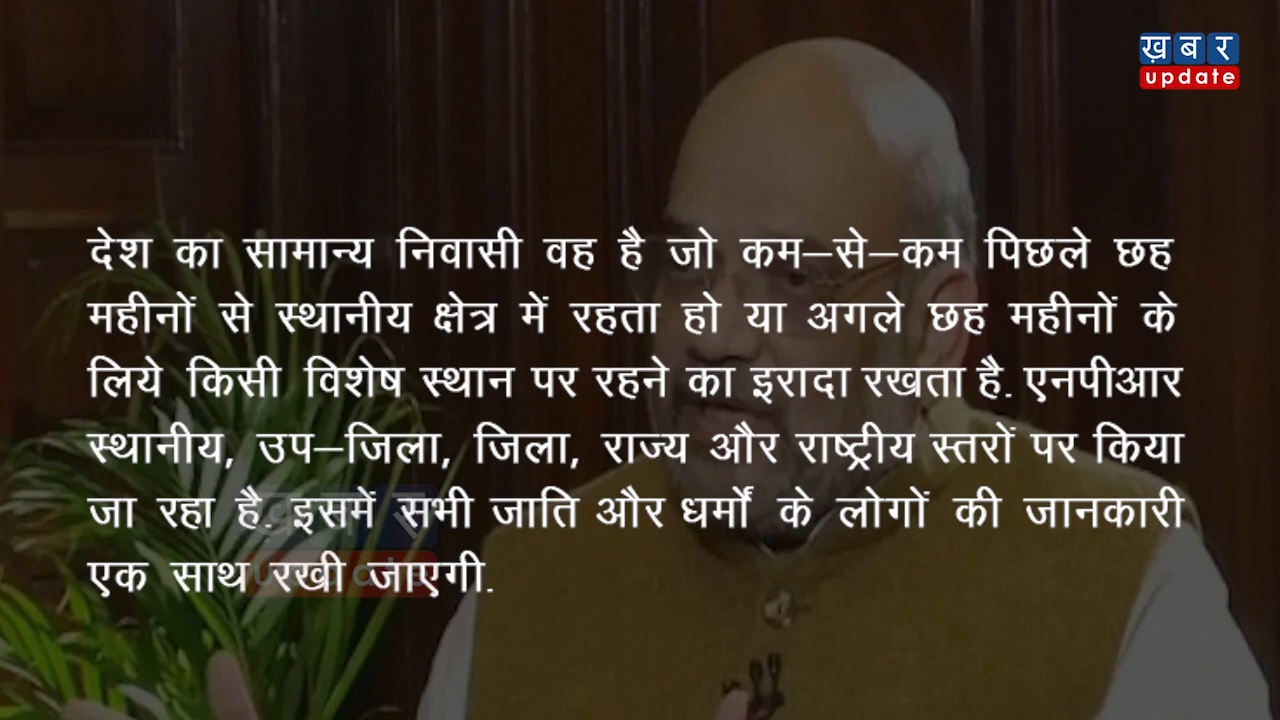 ख़बर
update
देश का सामान्य निवासी वह है जो कम–से–कम पिछले छह
महीनों से स्थानीय क्षेत्र में रहता हो या अगले छह महीनों के
लिये किसी विशेष स्थान पर रहने का इरादा रखता है. एनपीआर
स्थानीय, उप–जिला, जिला, राज्य और राष्ट्रीय स्तरों पर किया
जा रहा है. इसमें सभी जाति और धर्मों के लोगों की जानकारी
एक साथ रखी जाएगी.